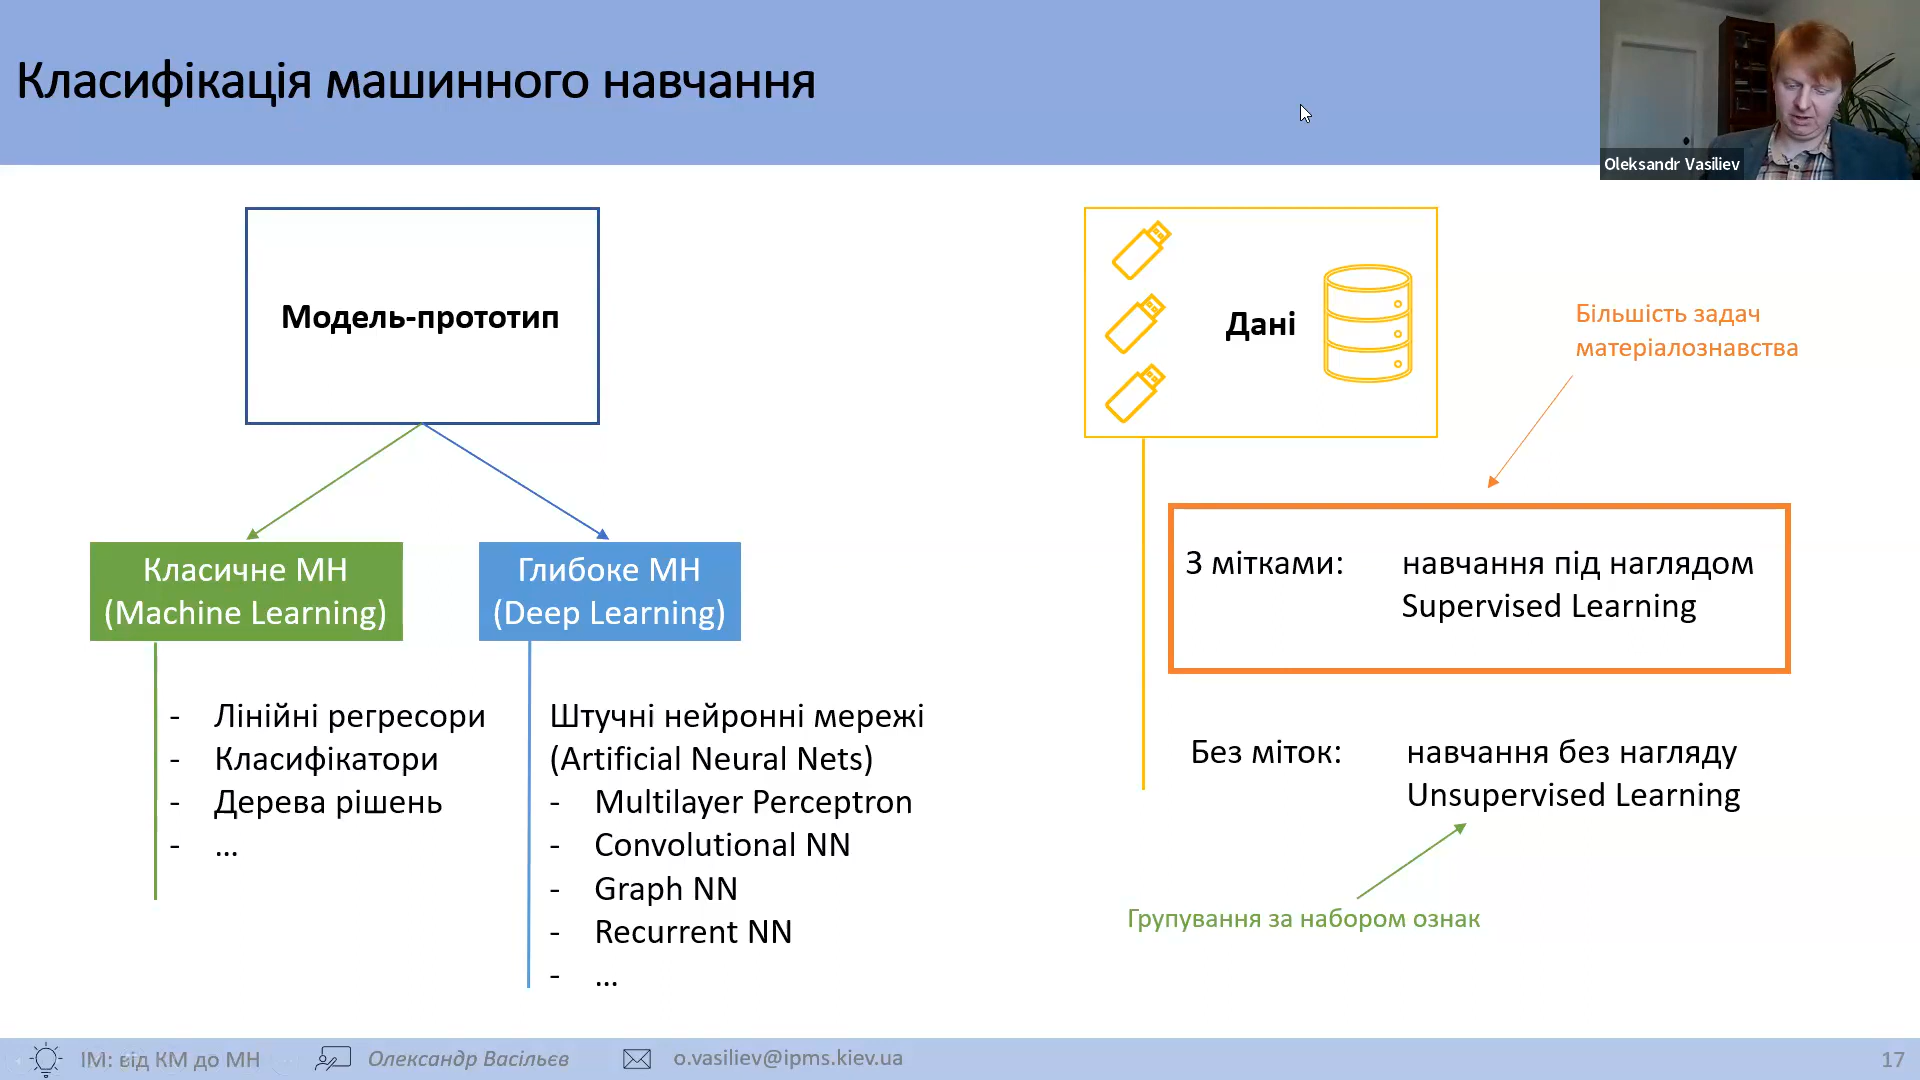 Класифікація машинного навчання
Oleksandr Vasiliev
Модель-прототип
Класичне МН
(Machine Learning)
- Лінійні регресори
- Класифікатори
- Дерева рішень
- ...
Глибоке МН
(Deep Learning)
Штучні нейронні мережі
(Artificial Neural Nets)
- Multilayer Perceptron
- Convolutional NN
- Graph NN
- Recurrent NN
- ...
Дані
Більшість задач
матеріалознавства
З мітками: навчання під наглядом
Supervised Learning
Без міток: навчання без нагляду
Unsupervised Learning
Групування за набором ознак
ІМ: від КМ до МН
Олександр Васільєв
o.vasiliev@ipms.kiev.ua
17